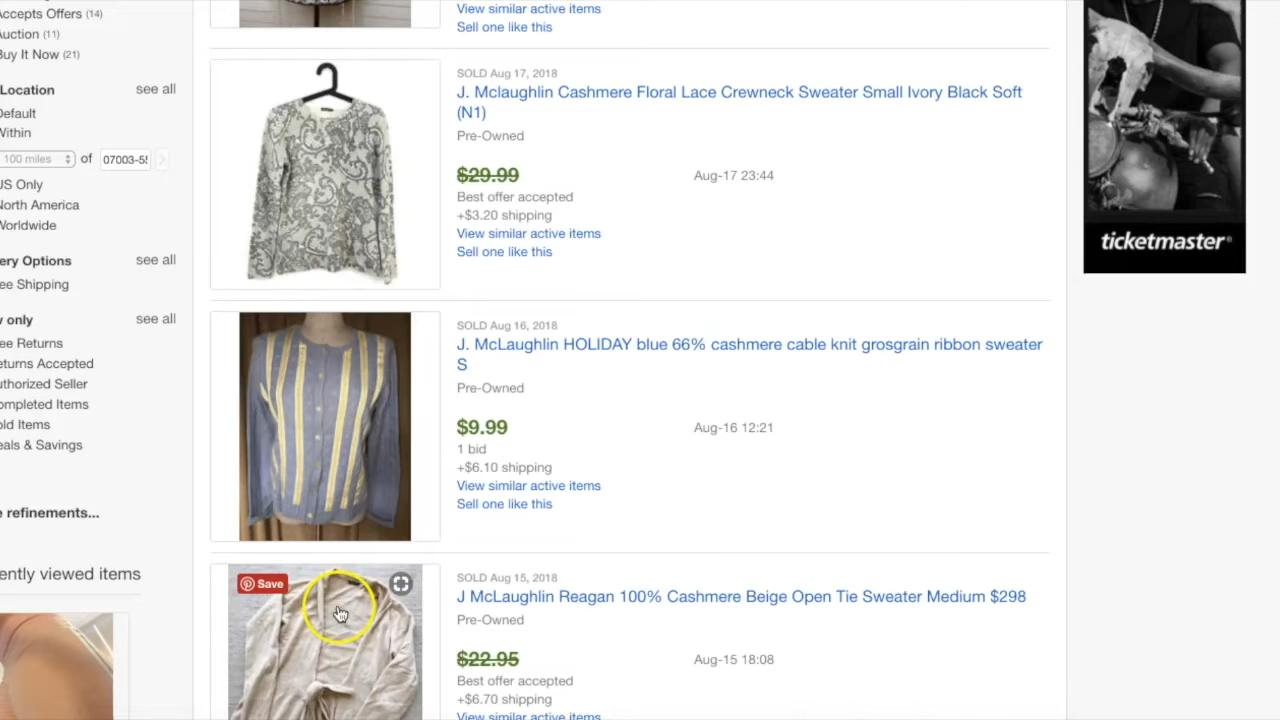 Accepts Offers (14)
Auction (11)
Buy It Now (21)
Location see all
Default
Within
100 miles of 07003-5
US Only
North America
Worldwide
ery Options see all
ee Shipping
w only see all
ee Returns
eturns Accepted
uthorized Seller
ompleted Items
old Items
eals & Savings
e refinements...
ently viewed items
View similar active items
Sell one like this
SOLD Aug 17, 2018
J. Mclaughlin Cashmere Floral Lace Crewneck Sweater Small Ivory Black Soft
(N1)
Pre-Owned
$29.99 Aug-17 23:44
Best offer accepted
+$3.20 shipping
View similar active items
Sell one like this
SOLD Aug 16, 2018
J. McLaughlin HOLIDAY blue 66% cashmere cable knit grosgrain ribbon sweater
S
Pre-Owned
$9.99 Aug-16 12:21
1 bid
+$6.10 shipping
View similar active items
Sell one like this
Save
SOLD Aug 15, 2018
J McLaughlin Reagan 100% Cashmere Beige Open Tie Sweater Medium $298
Pre-Owned
$22.95 Aug-15 18:08
Best offer accepted
+$6.70 shipping
View similar active items
ticketmaster®